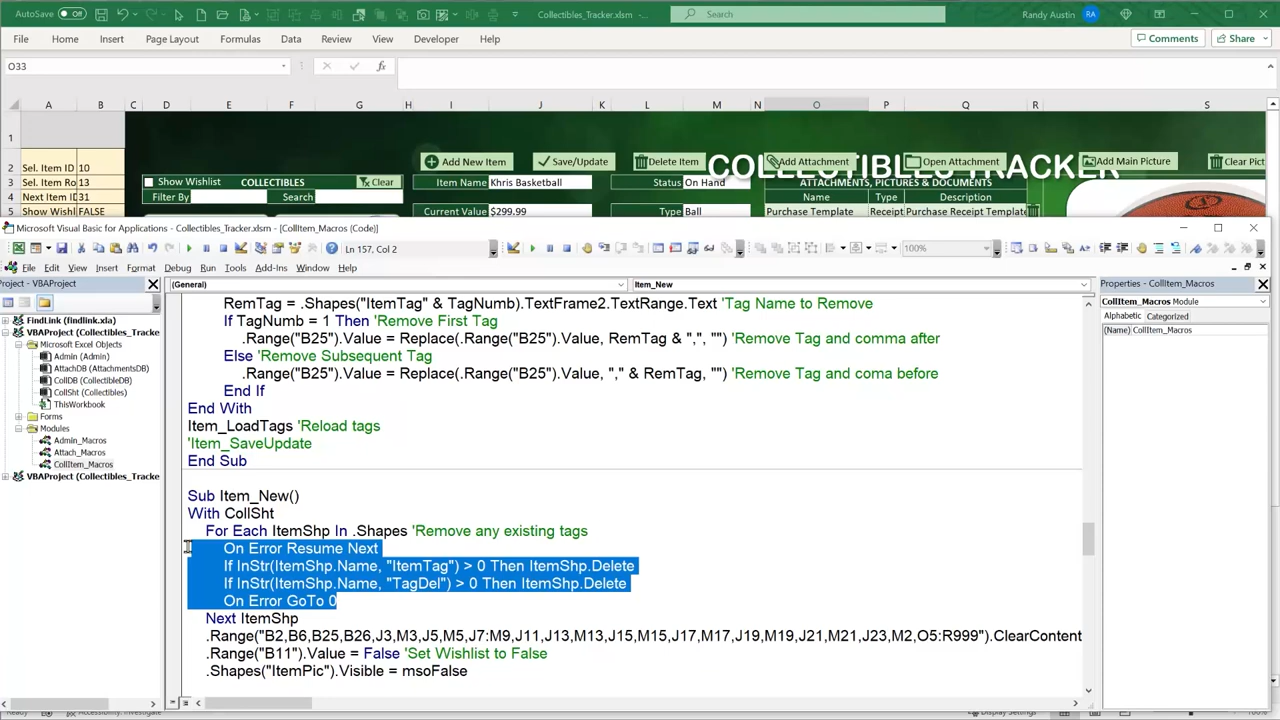 AutoSave Off Collectibles_Tracker.xlsm - Search Randy Austin RA
File Home Insert Page Layout Formulas Data Review View Developer Help Comments Share
O33 fx
A B C D E F G H I J K L M N O P Q R S
1
Add New Item Save/Update Delete Item Add Attachment Open Attachment Add Main Picture Clear Pict
COLLECTIBLES TRACKER
2 Sel. Item ID 10
3 Sel. Item Ro 13 Show Wishlist COLLECTIBLES Clear Item Name Khris Basketball Status On Hand ATTACHMENTS, PICTURES & DOCUMENTS
4 Next Item ID 31 Filter By Search Name Type Description
5 Show Wishli FALSE Current Value $299.99 Type Ball Purchase Template Receipt Purchase Receipt Template
Microsoft Visual Basic for Applications - Collectibles_Tracker.xlsm - [CollItem_Macros (Code)]
Ln 157, Col 2 100%
File Edit View Insert Format Debug Run Tools Add-Ins Window Help
Project - VBAProject
FindLink (findlink.xla)
VBAProject (Collectibles_Tracke
Microsoft Excel Objects
Admin (Admin)
AttachDB (AttachmentsDB)
CollDB (CollectibleDB)
CollSht (Collectibles)
ThisWorkbook
Forms
Modules
Admin_Macros
Attach_Macros
CollItem_Macros
VBAProject (Collectibles_Tracke
(General) Item_New
RemTag = .Shapes("ItemTag" & TagNumb).TextFrame2.TextRange.Text 'Tag Name to Remove
If TagNumb = 1 Then 'Remove First Tag
.Range("B25").Value = Replace(.Range("B25").Value, RemTag & ",", "") 'Remove Tag and comma after
Else 'Remove Subsequent Tag
.Range("B25").Value = Replace(.Range("B25").Value, "," & RemTag, "") 'Remove Tag and coma before
End If
End With
Item_LoadTags 'Reload tags
'Item_SaveUpdate
End Sub
Sub Item_New()
With CollSht
For Each ItemShp In .Shapes 'Remove any existing tags
On Error Resume Next
If InStr(ItemShp.Name, "ItemTag") > 0 Then ItemShp.Delete
If InStr(ItemShp.Name, "TagDel") > 0 Then ItemShp.Delete
On Error GoTo 0
Next ItemShp
.Range("B2,B6,B25,B26,J3,M3,J5,M5,J7:M9,J11,J13,M13,J15,M15,J17,M17,J19,M19,J21,M21,J23,M2,O5:R999").ClearContent
.Range("B11").Value = False 'Set Wishlist to False
.Shapes("ItemPic").Visible = msoFalse
Properties - CollItem_Macros
CollItem_Macros Module
Alphabetic Categorized
(Name) CollItem_Macros
Ready Accessibility: Investigate Display Settings 100%